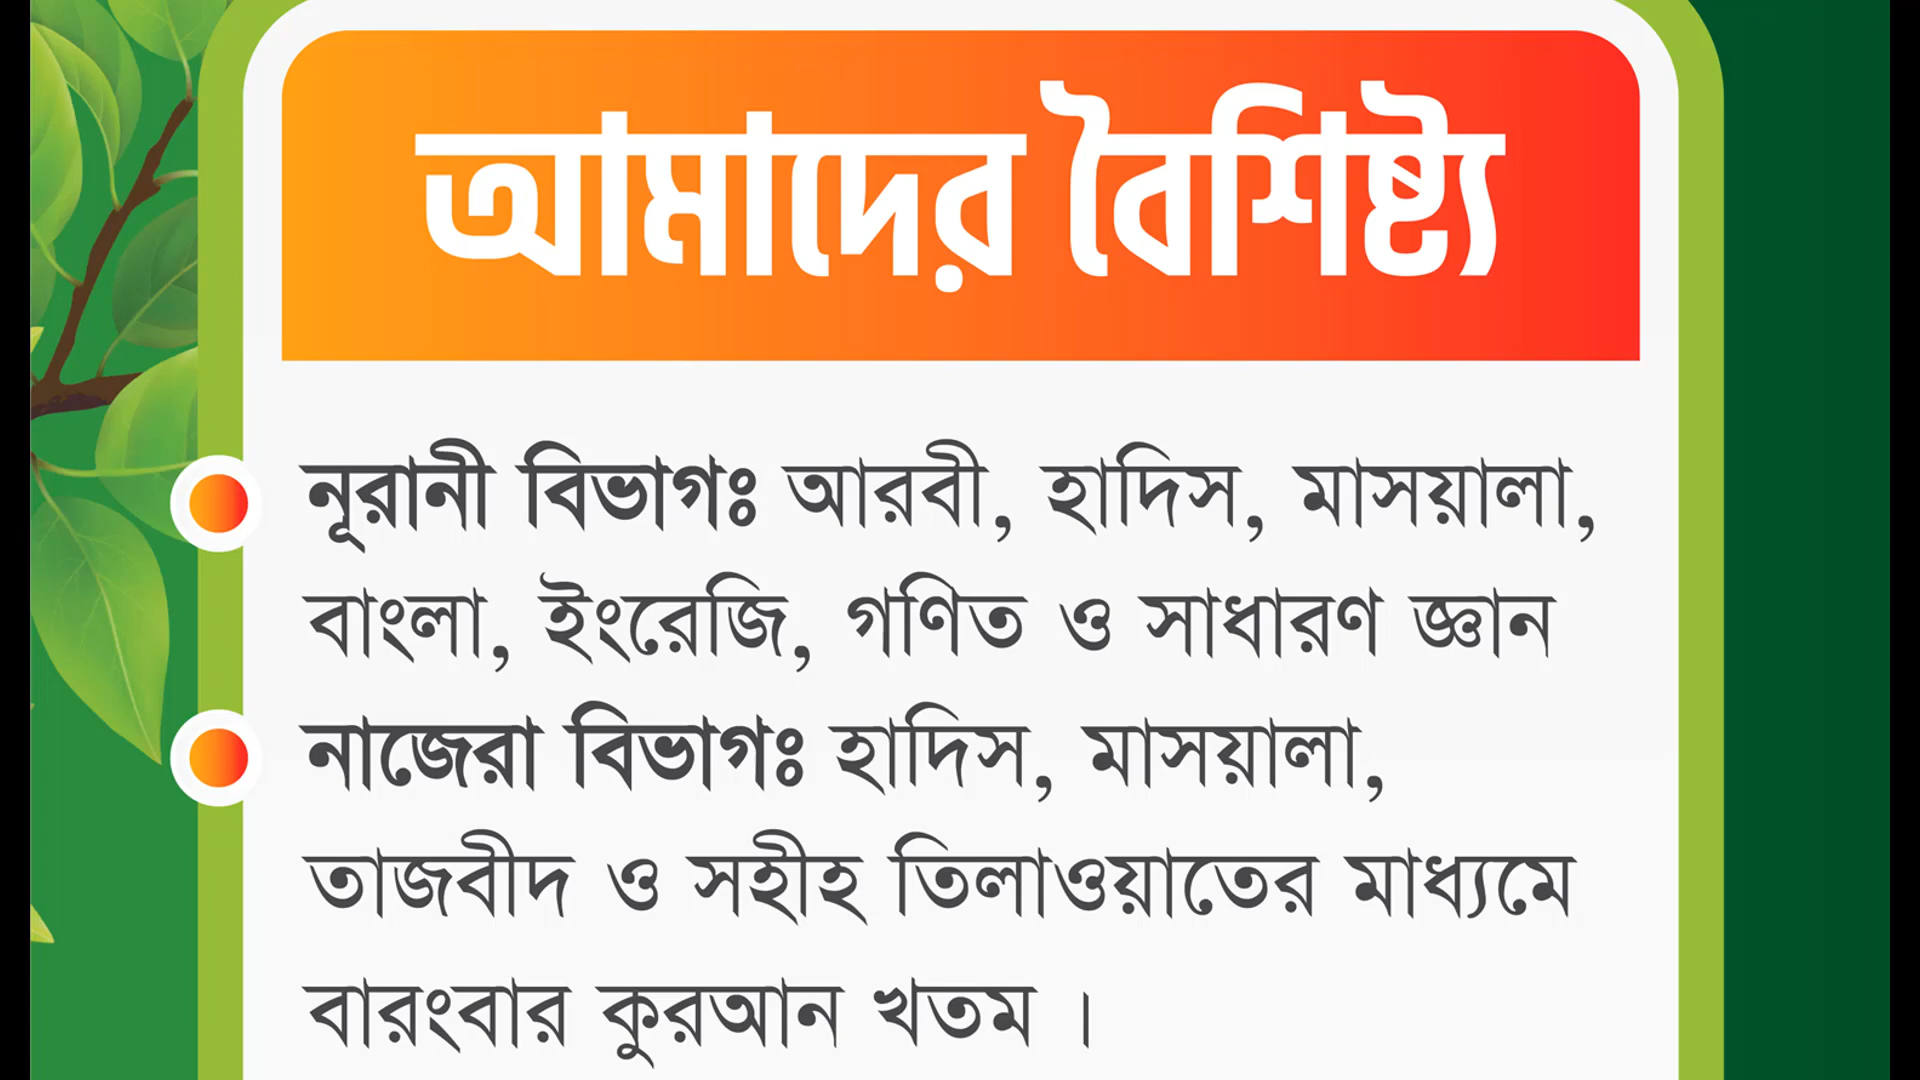 আমাদের বৈশিষ্ট্য
নূরানী বিভাগঃ আরবী, হাদিস, মাসয়ালা,
বাংলা, ইংরেজি, গণিত ও সাধারণ জ্ঞান
নাজেরা বিভাগঃ হাদিস, মাসয়ালা,
তাজবীদ ও সহীহ তিলাওয়াতের মাধ্যমে
বারংবার কুরআন খতম ।